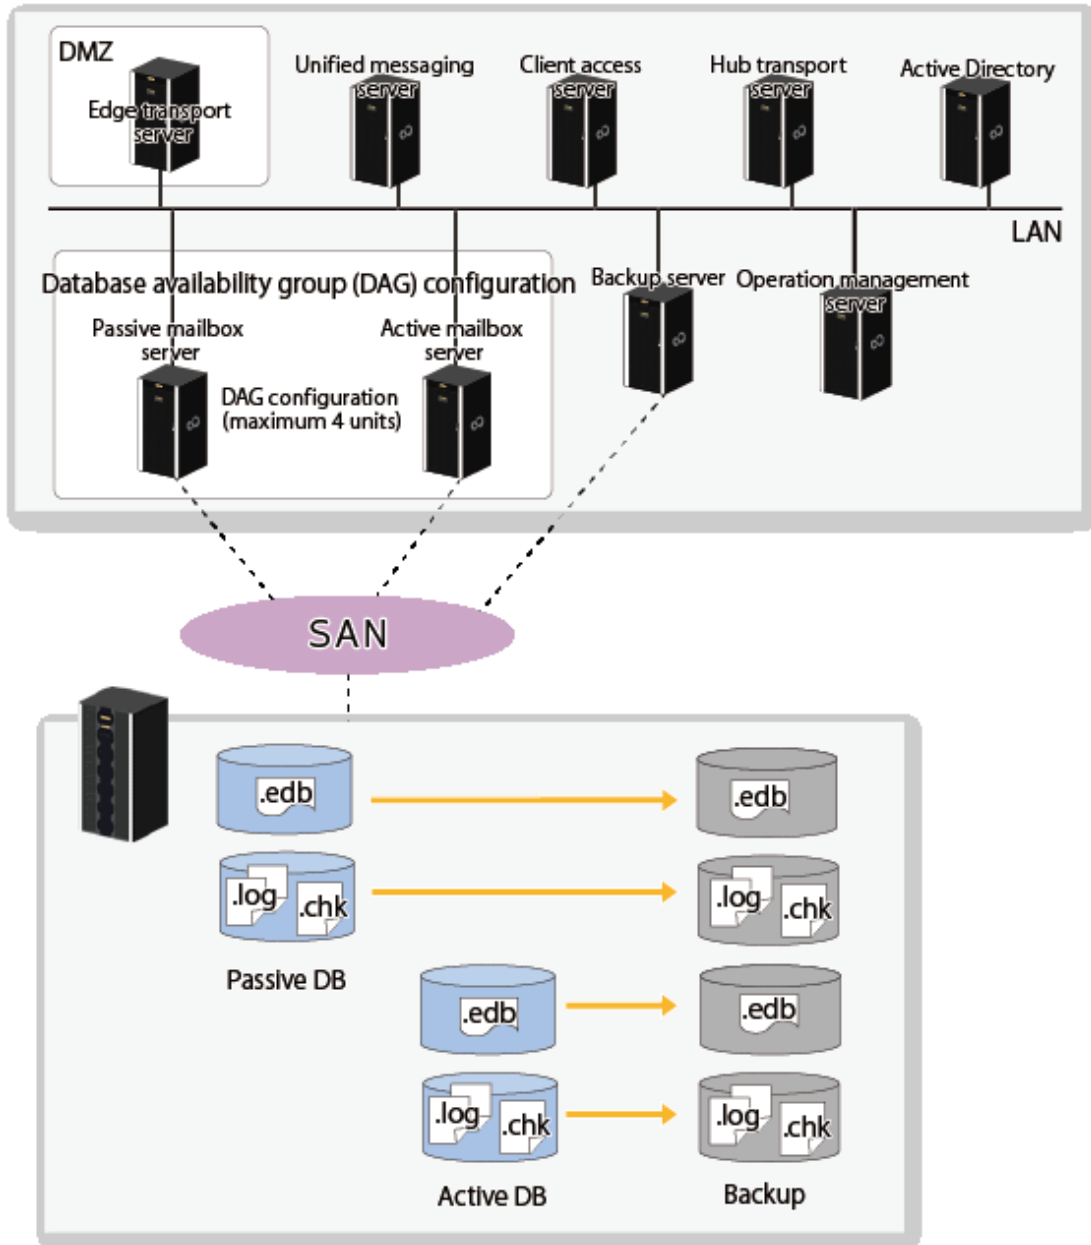 DMZ
Edge transport
server
Unified messaging
server
Client access
server
Hub transport
server
Active Directory
LAN
Database availability group (DAG) configuration
Backup server
Operation management
server
Passive mailbox
server
Active mailbox
server
DAG configuration
(maximum 4 units)
SAN
.edb
.edb
.log
.chk
.log
.chk
Passive DB
.edb
.edb
.log
.chk
.log
.chk
Active DB
Backup